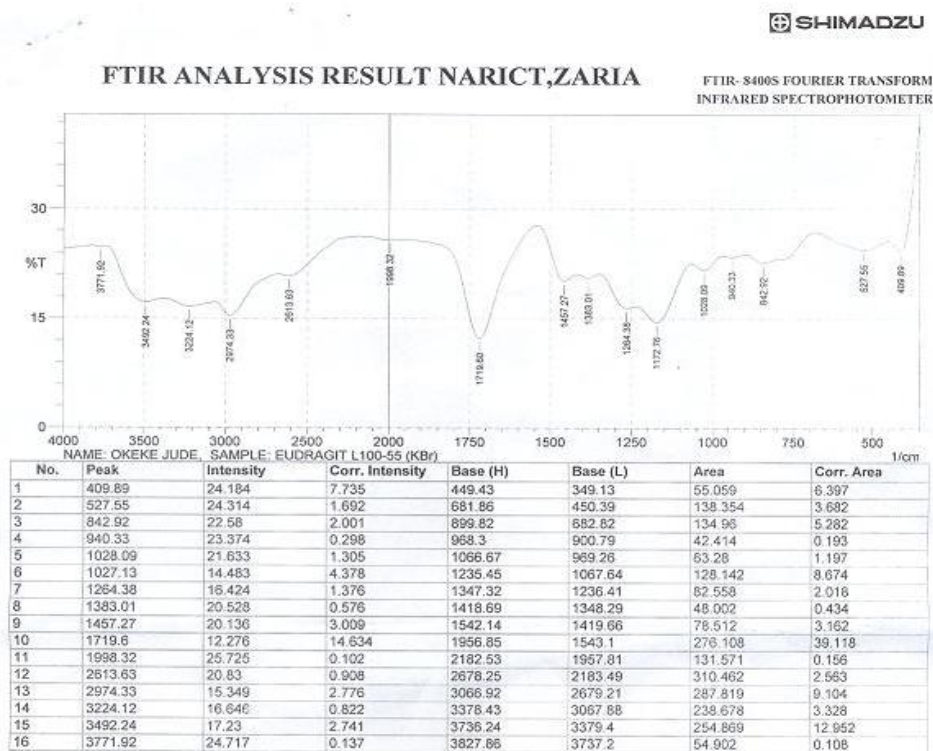 SHIMADZU
FTIR ANALYSIS RESULT NARICT,ZARIA
FTIR- 8400S FOURIER TRANSFORM
INFRARED SPECTROPHOTOMETER
30
%T
15
0
3771.92
3492.24
3224.12
2974.33
2613.63
1998.32
1719.60
1457.27
1383.01
1264.38
1172.76
1028.09
940.33
842.92
527.55
409.89
4000 3500 3000 2500 2000 1750 1500 1250 1000 750 500
NAME: OKEKE JUDE, SAMPLE: EUDRAGIT L100-55 (KBr) 1/cm
No. Peak Intensity Corr. Intensity Base (H) Base (L) Area Corr. Area
1 409.89 24.184 7.735 449.43 349.13 55.059 6.397
2 527.55 24.314 1.692 681.86 450.39 138.354 3.682
3 842.92 22.58 2.001 899.82 682.82 134.96 5.282
4 940.33 23.374 0.298 968.3 900.79 42.414 0.193
5 1028.09 21.633 1.305 1066.67 969.26 63.28 1.197
6 1027.13 14.483 4.378 1235.45 1067.64 128.142 8.674
7 1264.38 16.424 1.376 1347.32 1236.41 82.558 2.018
8 1383.01 20.528 0.576 1418.69 1348.29 48.002 0.434
9 1457.27 20.136 3.009 1542.14 1419.66 78.512 3.162
10 1719.6 12.276 14.634 1956.85 1543.1 276.108 39.118
11 1998.32 25.725 0.102 2182.53 1957.81 131.571 0.156
12 2613.63 20.83 0.908 2678.25 2183.49 310.462 2.563
13 2974.33 15.349 2.776 3066.92 2679.21 287.819 9.104
14 3224.12 16.646 0.822 3378.43 3067.88 238.678 3.328
15 3492.24 17.23 2.741 3736.24 3379.4 254.869 12.952
16 3771.92 24.717 0.137 3827.86 3737.2 54.902 0.108